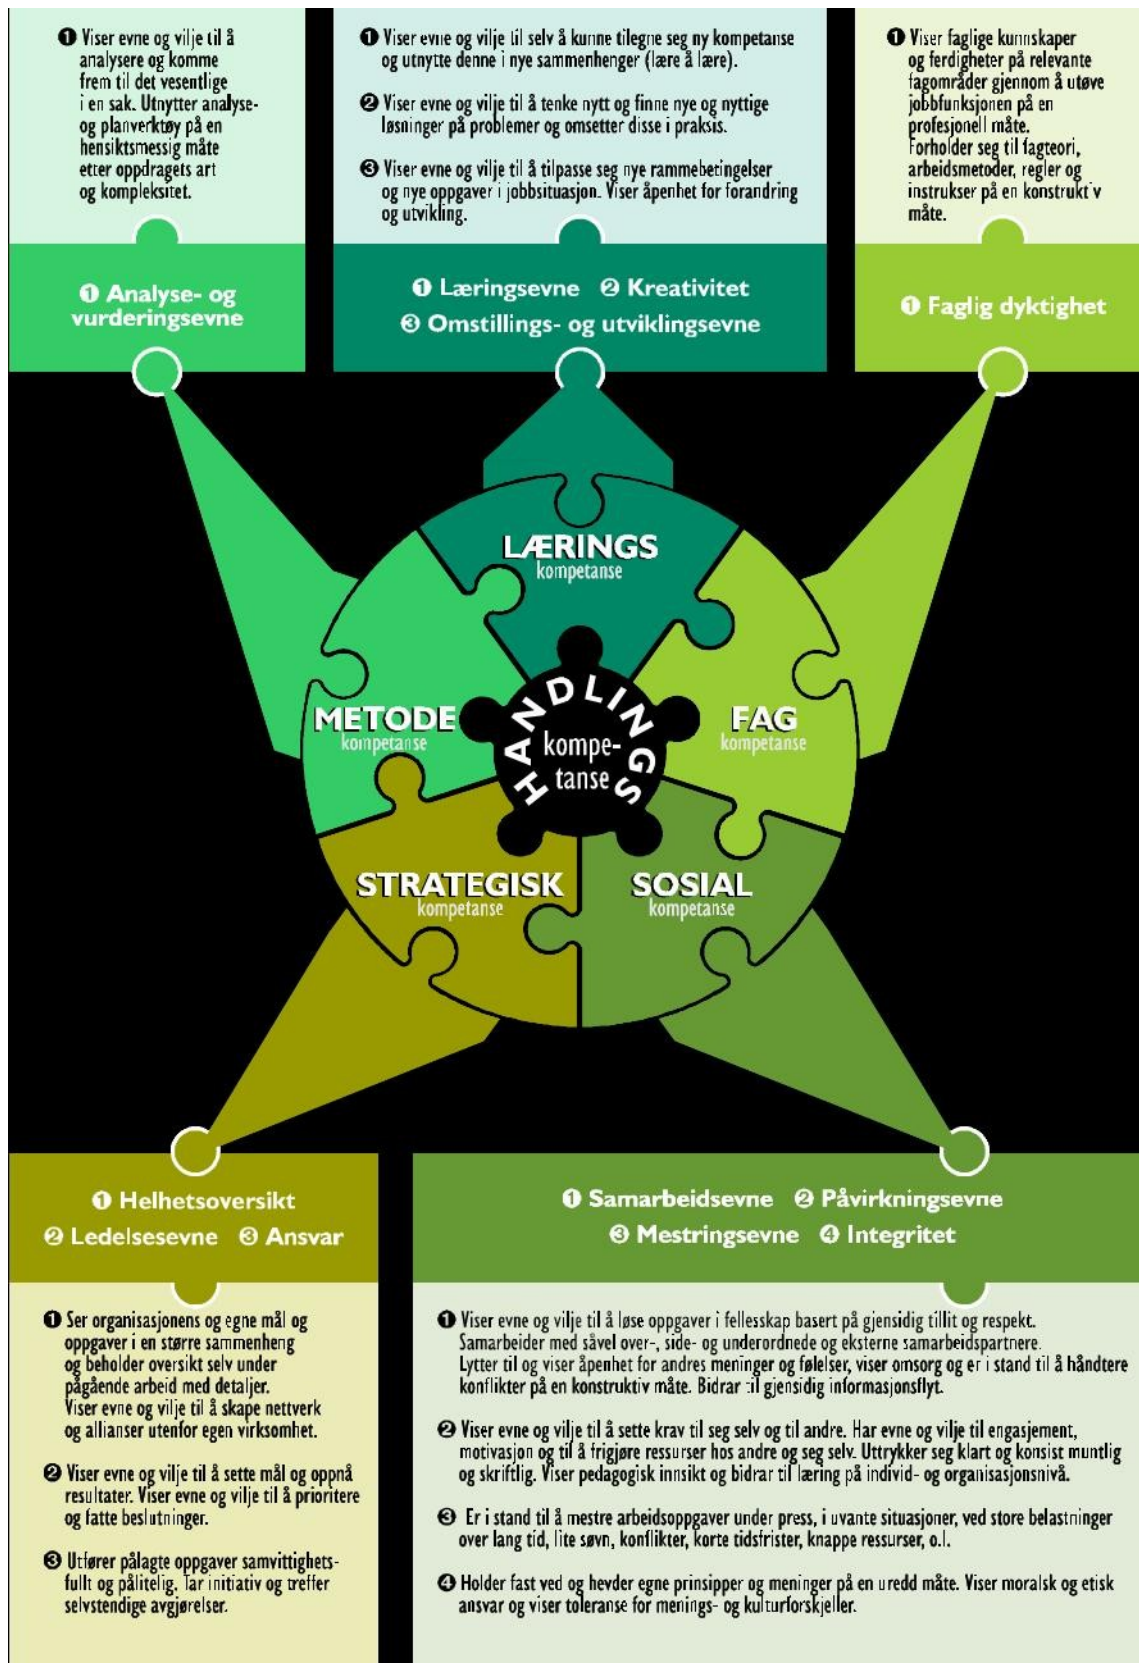 ❶ Viser evne og vilje til å
analysere og komme
frem til det vesentlige
i en sak. Utnytter analyse-
og planverktøy på en
hensiktsmessig måte
etter oppdragets art
og kompleksitet.
❶ Analyse- og
vurderingsevne
❶ Viser evne og vilje til selv å kunne tilegne seg ny kompetanse
og utnytte denne i nye sammenhenger (lære å lære).
❷ Viser evne og vilje til å tenke nytt og finne nye og nyttige
løsninger på problemer og omsetter disse i praksis.
❸ Viser evne og vilje til å tilpasse seg nye rammebetingelser
og nye oppgaver i jobbsituasjon. Viser åpenhet for forandring
og utvikling.
❶ Læringsevne ❷ Kreativitet
❸ Omstillings- og utviklingsevne
❶ Viser faglige kunnskaper
og ferdigheter på relevante
fagområder gjennom å utøve
jobbfunksjonen på en
profesjonell måte.
Forholder seg til fagteori,
arbeidsmetoder, regler og
instrukser på en konstruktiv
måte.
❶ Faglig dyktighet
LÆRINGS
kompetanse
METODE
kompetanse
FAG
kompetanse
HANDLINGS
kompe-
tanse
STRATEGISK
kompetanse
SOSIAL
kompetanse
❶ Helhetsoversikt
❷ Ledelsesevne ❸ Ansvar
❶ Ser organisasjonens og egne mål og
oppgaver i en større sammenheng
og beholder oversikt selv under
pågående arbeid med detaljer.
Viser evne og vilje til å skape nettverk
og allianser utenfor egen virksomhet.
❷ Viser evne og vilje til å sette mål og oppnå
resultater. Viser evne og vilje til å prioritere
og fatte beslutninger.
❸ Utfører pålagte oppgaver samvittighets-
fullt og pålitelig. Tar initiativ og treffer
selvstendige avgjørelser.
❶ Samarbeidsevne ❷ Påvirkningsevne
❸ Mestringsevne ❹ Integritet
❶ Viser evne og vilje til å løse oppgaver i fellesskap basert på gjensidig tillit og respekt.
Samarbeider med såvel over-, side- og underordnede og eksterne samarbeidspartnere.
Lytter til og viser åpenhet for andres meninger og følelser, viser omsorg og er i stand til å håndtere
konflikter på en konstruktiv måte. Bidrar til gjensidig informasjonsflyt.
❷ Viser evne og vilje til å sette krav til seg selv og til andre. Har evne og vilje til engasjement,
motivasjon og til å frigjøre ressurser hos andre og seg selv. Uttrykker seg klart og konsist muntlig
og skriftlig. Viser pedagogisk innsikt og bidrar til læring på individ- og organisasjonsnivå.
❸ Er i stand til å mestre arbeidsoppgaver under press, i uvante situasjoner, ved store belastninger
over lang tid, lite søvn, konflikter, korte tidsfrister, knappe ressurser, o.l.
❹ Holder fast ved og hevder egne prinsipper og meninger på en uredd måte. Viser moralsk og etisk
ansvar og viser toleranse for menings- og kulturforskjeller.